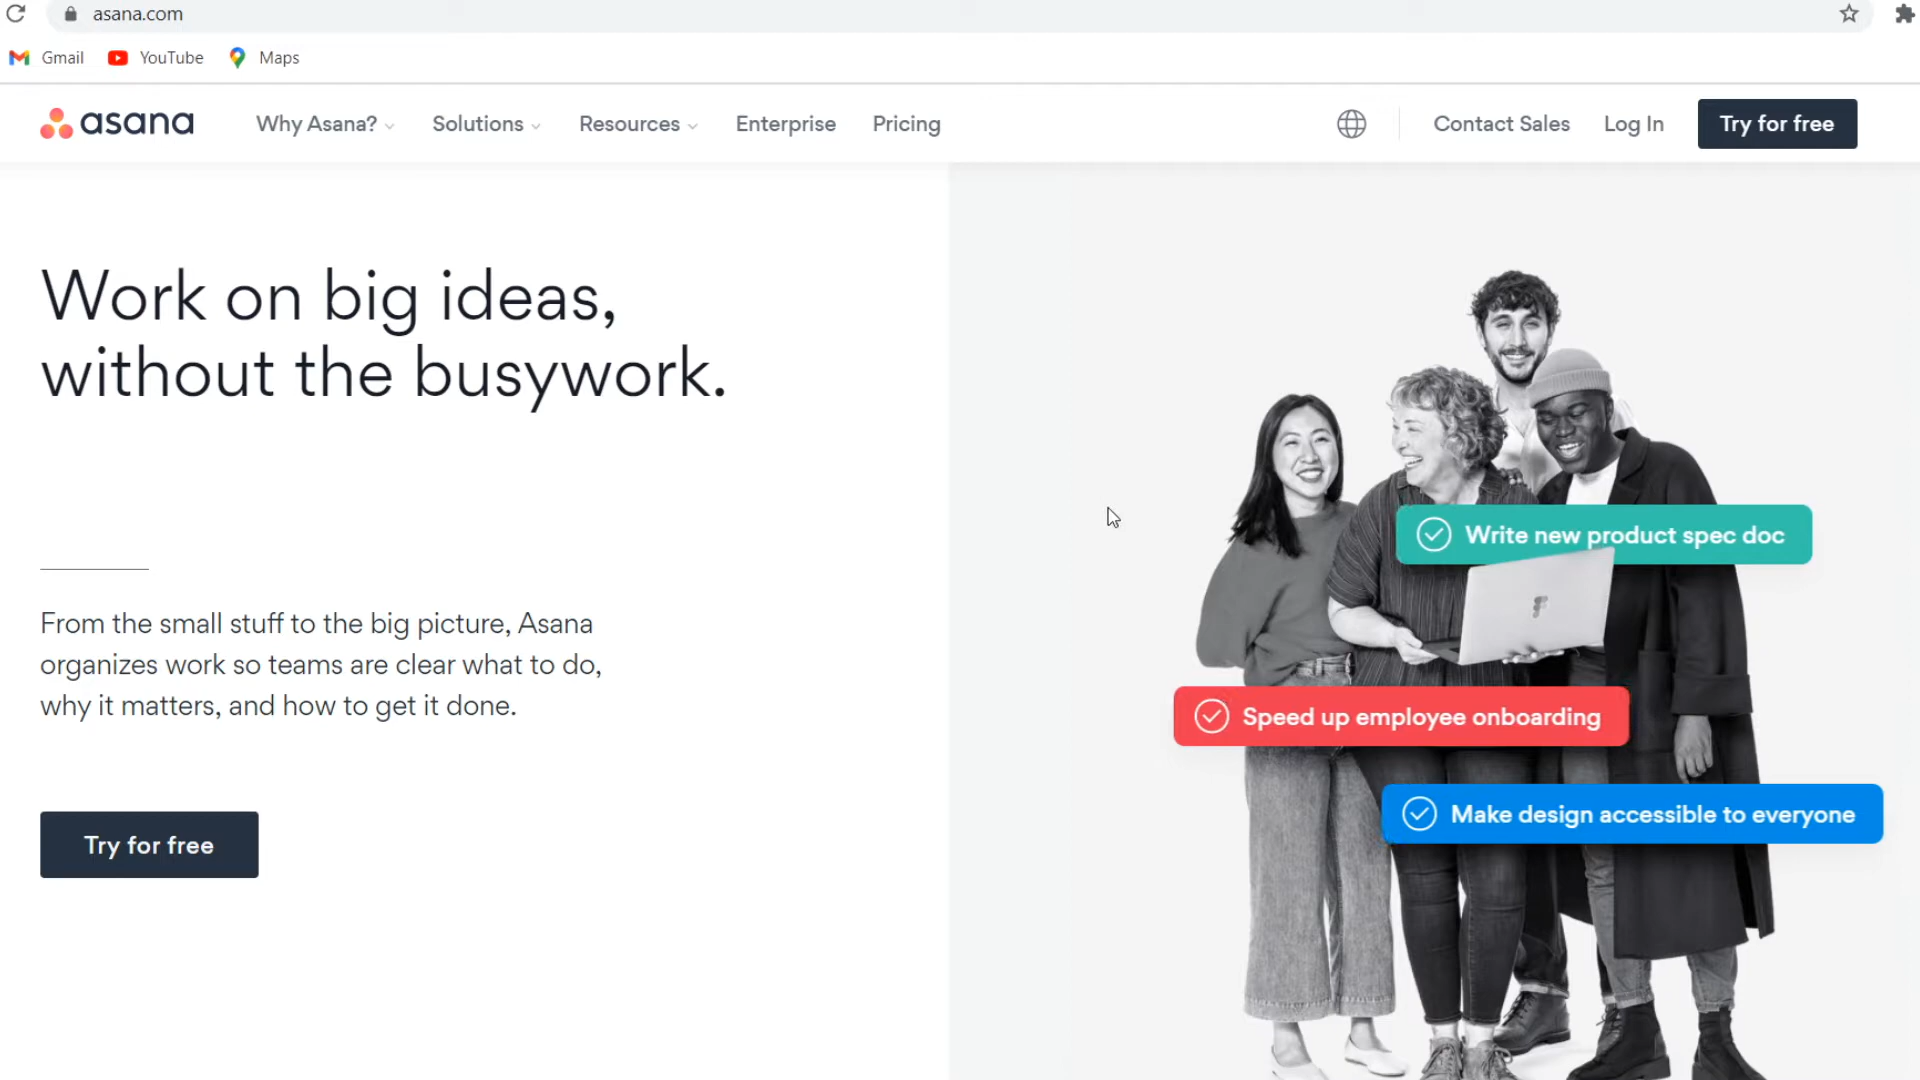 asana.com
Gmail
YouTube
Maps
asana
Why Asana?
Solutions
Resources
Enterprise
Pricing
Contact Sales
Log In
Try for free
Work on big ideas,
without the busywork.
From the small stuff to the big picture, Asana
organizes work so teams are clear what to do,
why it matters, and how to get it done.
Try for free
Write new product spec doc
Speed up employee onboarding
Make design accessible to everyone